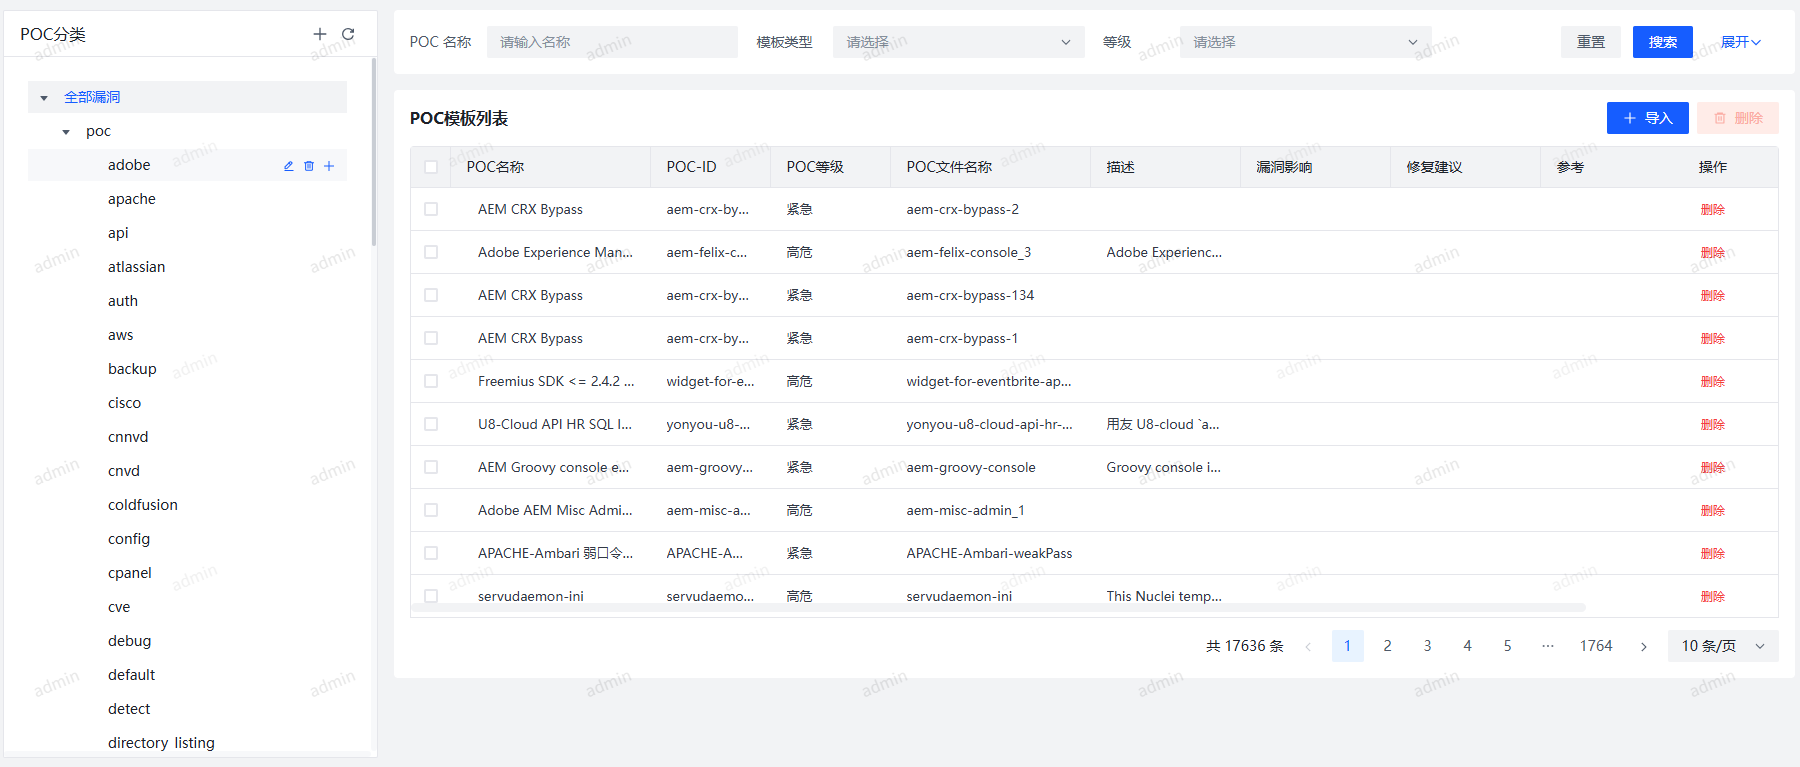 POC分类
全部漏洞
poc
adobe
apache
api
atlassian
auth
aws
backup
cisco
cnnvd
cnvd
coldfusion
config
cpanel
cve
debug
default
detect
directory listing
POC 名称 请输入名称 模板类型 请选择 等级 请选择 重置 搜索 展开
POC模板列表 导入 删除
POC名称 POC-ID POC等级 POC文件名称 描述 漏洞影响 修复建议 参考 操作
AEM CRX Bypass aem-crx-by... 紧急 aem-crx-bypass-2 删除
Adobe Experience Man... aem-felix-c... 高危 aem-felix-console_3 Adobe Experienc... 删除
AEM CRX Bypass aem-crx-by... 紧急 aem-crx-bypass-134 删除
AEM CRX Bypass aem-crx-by... 紧急 aem-crx-bypass-1 删除
Freemius SDK <= 2.4.2 ... widget-for-e... 高危 widget-for-eventbrite-ap... 删除
U8-Cloud API HR SQL I... yonyou-u8-... 紧急 yonyou-u8-cloud-api-hr-... 用友 U8-cloud `a... 删除
AEM Groovy console e... aem-groovy... 紧急 aem-groovy-console Groovy console i... 删除
Adobe AEM Misc Admi... aem-misc-a... 高危 aem-misc-admin_1 删除
APACHE-Ambari 弱口令... APACHE-A... 紧急 APACHE-Ambari-weakPass 删除
servudaemon-ini servudaemo... 高危 servudaemon-ini This Nuclei temp... 删除
共 17636 条 1 2 3 4 5 ··· 1764 10 条/页
admin